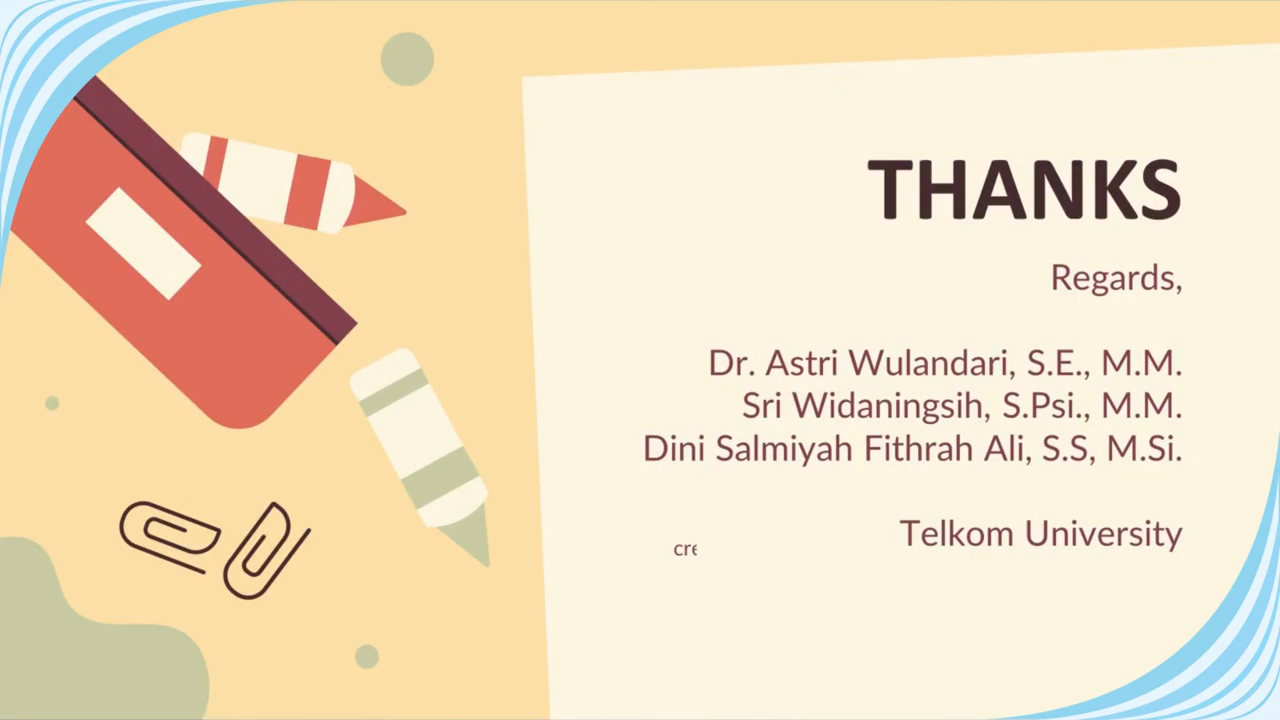 THANKS
Regards,
Dr. Astri Wulandari, S.E., M.M.
Sri Widaningsih, S.Psi., M.M.
Dini Salmiyah Fithrah Ali, S.S, M.Si.
Telkom University